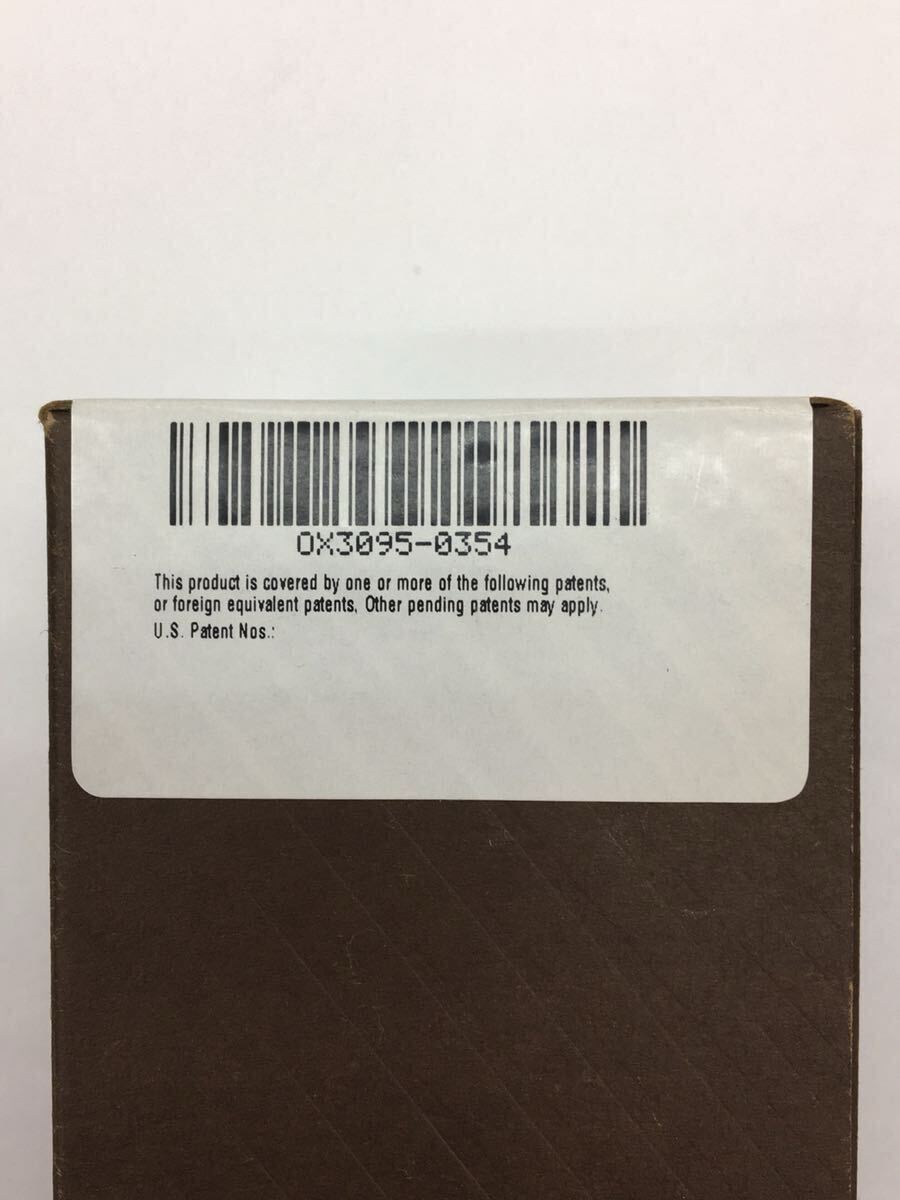 OX3095-0354
This product is covered by one or more of the following patents,
or foreign equivalent patents, Other pending patents may apply.
U.S. Patent Nos.: